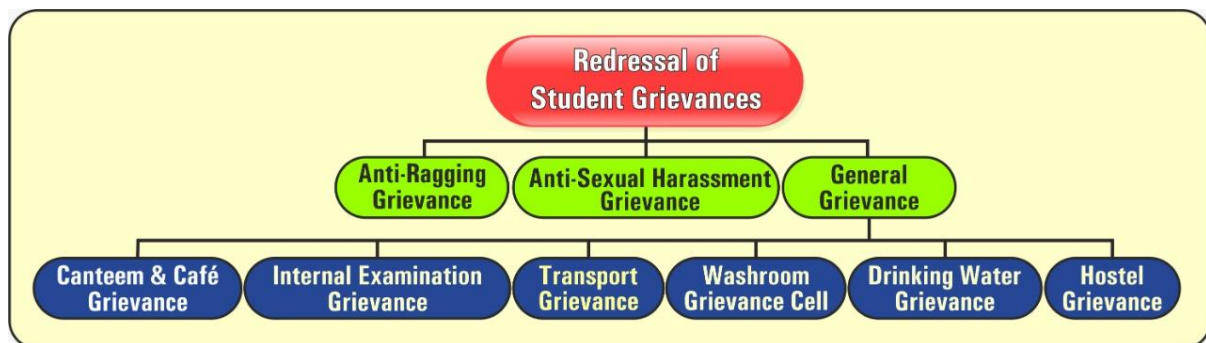 Redressal of
Student Grievances
Anti-Ragging
Grievance
Anti-Sexual Harassment
Grievance
General
Grievance
Canteem & Café
Grievance
Internal Examination
Grievance
Transport
Grievance
Washroom
Grievance Cell
Drinking Water
Grievance
Hostel
Grievance